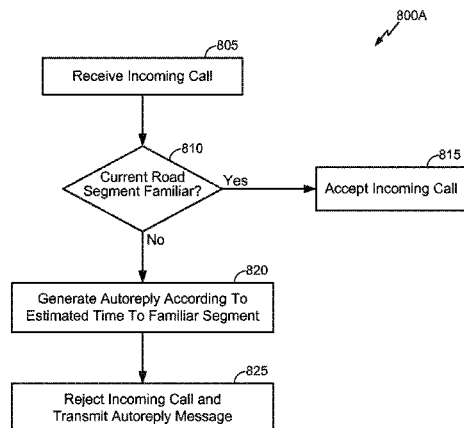 800A
805
Receive Incoming Call
810
Current Road
Segment Familiar?
Yes
815
Accept Incoming Call
No
820
Generate Autoreply According To
Estimated Time To Familiar Segment
825
Reject Incoming Call and
Transmit Autoreply Message